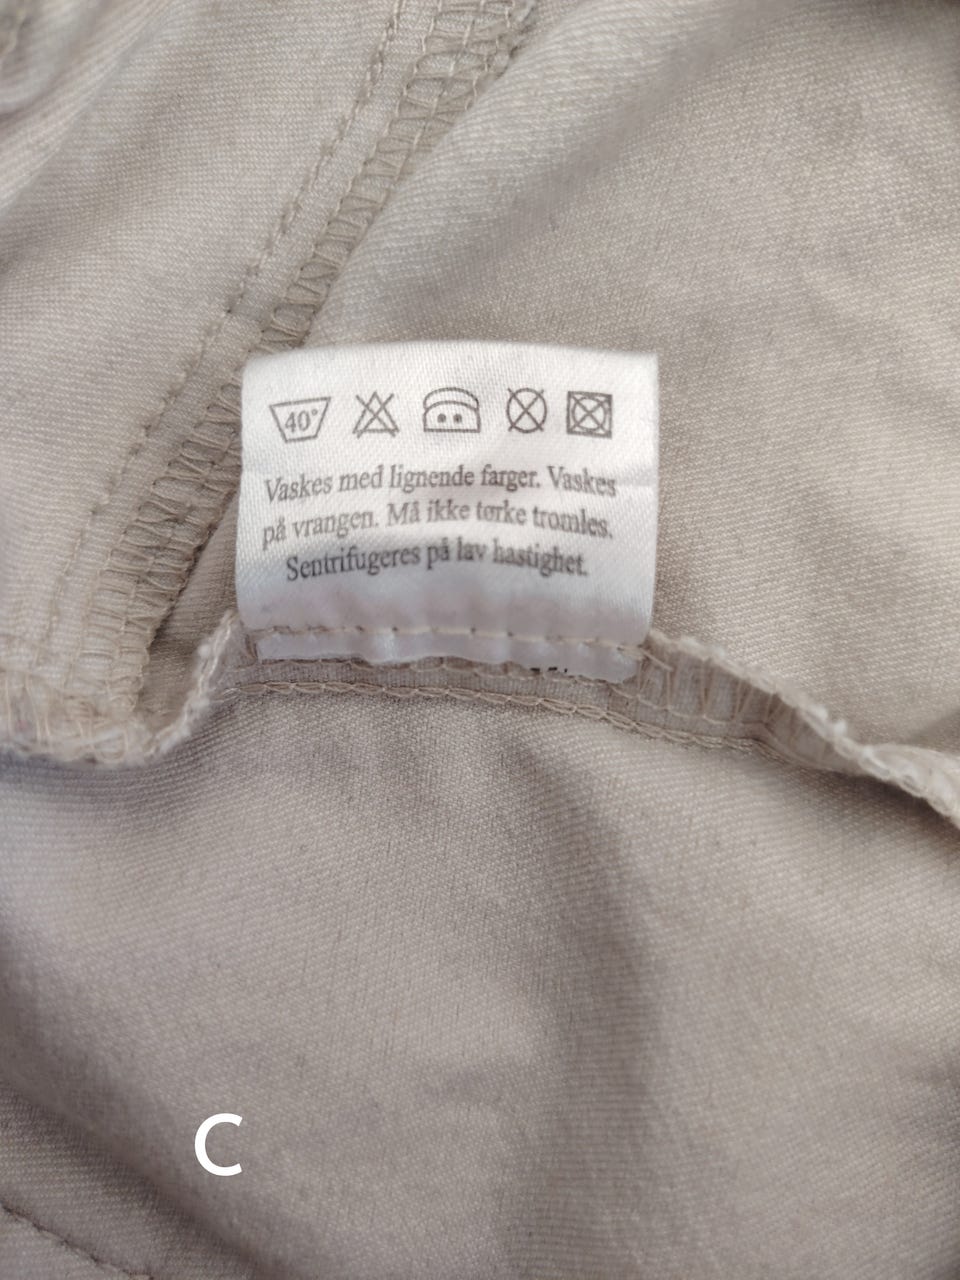 40°
Vaskes med lignende farger. Vaskes
på vrangen. Må ikke tørke tromles.
Sentrifugeres på lav hastighet.
C